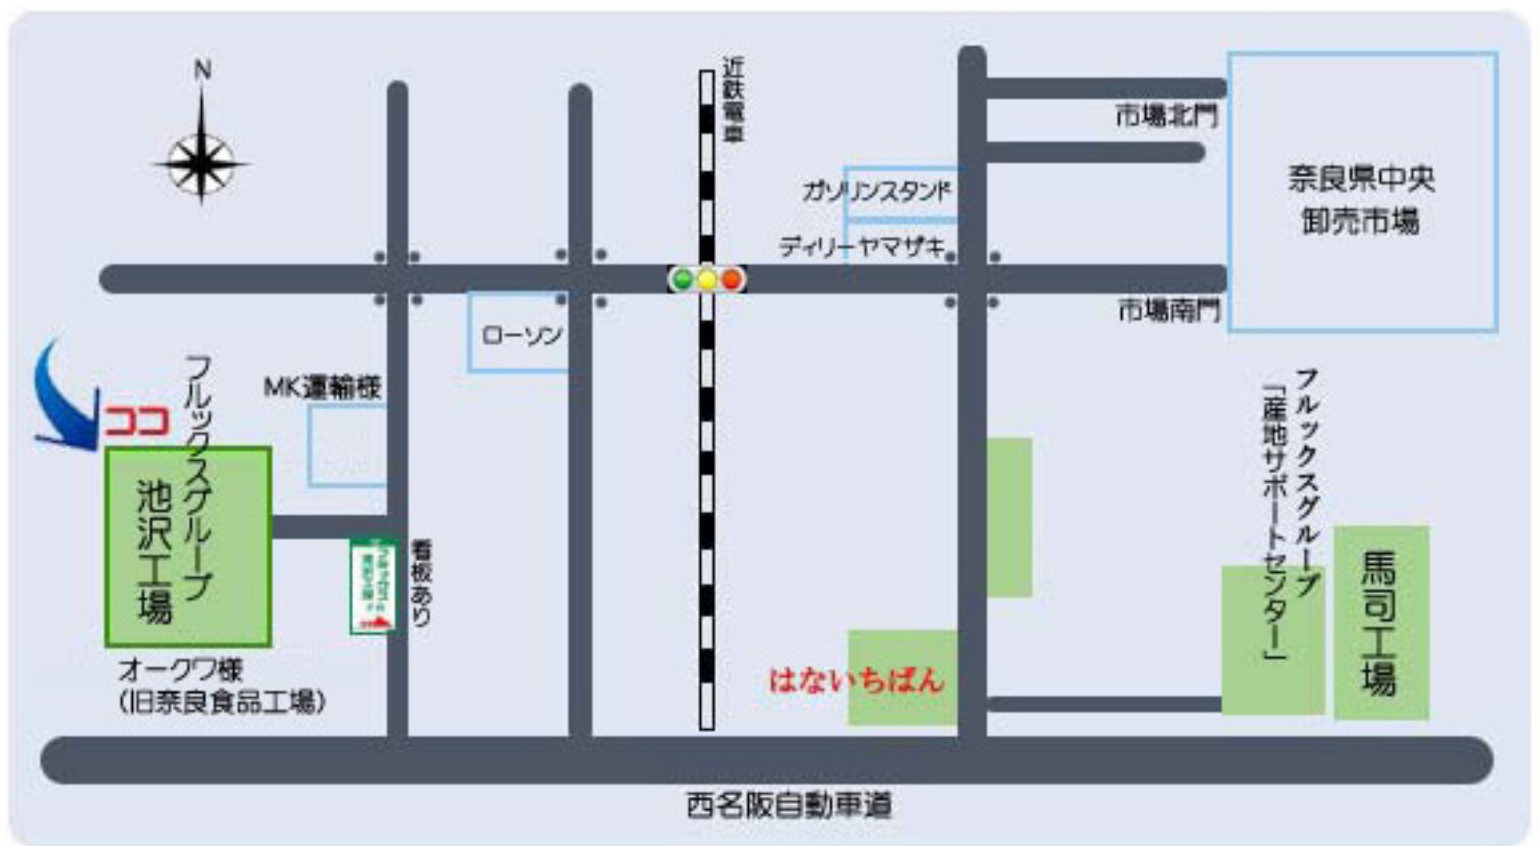 N
近鉄電車
市場北門
奈良県中央
卸売市場
ガソリンスタンド
ディリーヤマザキ
市場南門
ローソン
MK運輸様
ココ
フルックスグループ
池沢工場
看板あり
オークワ様
(旧奈良食品工場)
フルックスグループ
「産地サポートセンター」
馬司工場
はないちばん
西名阪自動車道